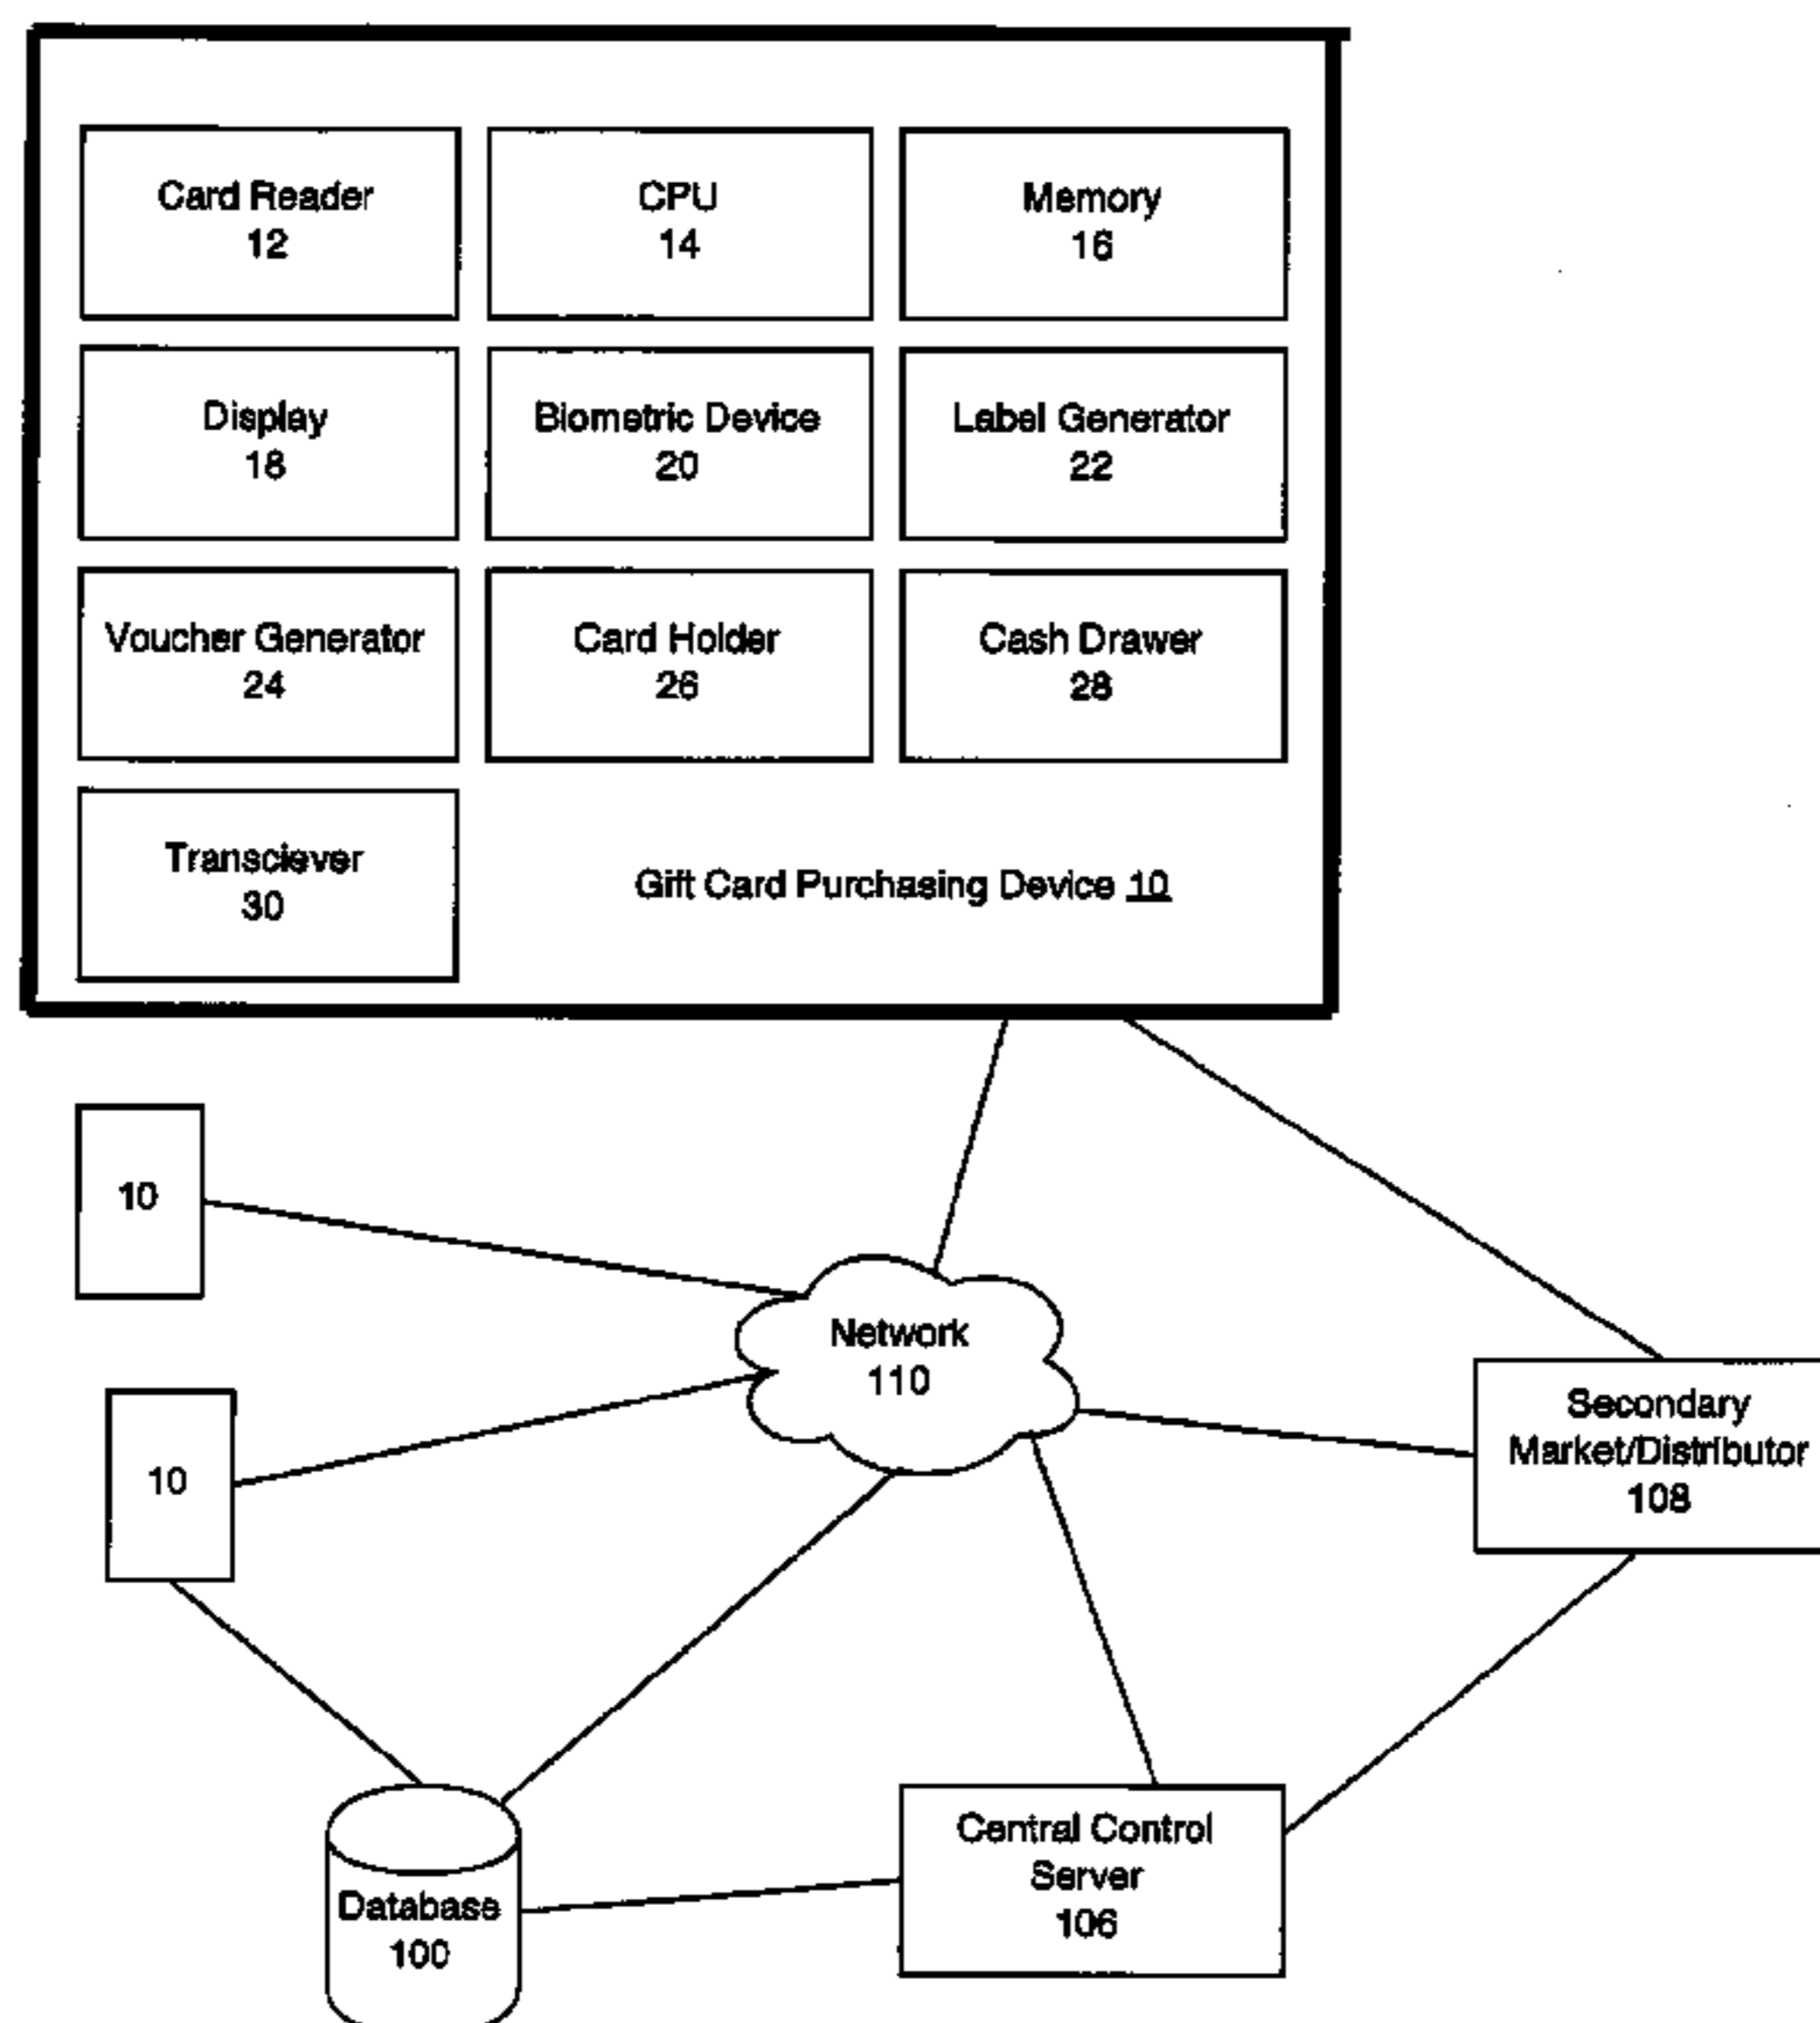 Card Reader
12
CPU
14
Memory
16
Display
18
Biometric Device
20
Label Generator
22
Voucher Generator
24
Card Holder
26
Cash Drawer
28
Transciever
30
Gift Card Purchasing Device 10
10
Network
110
10
Secondary
Market/Distributor
108
Database
100
Central Control
Server
106